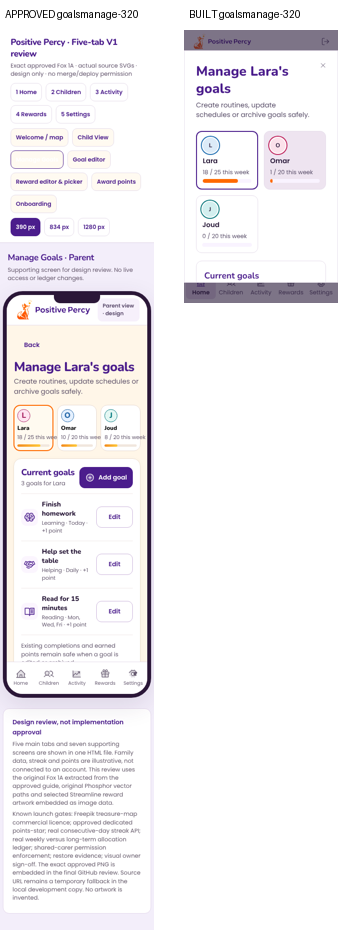 APPROVED goalsmanage-320
Positive Percy · Five-tab V1
review
Exact approved Fox 1A · actual source SVGs ·
design only · no merge/deploy permission
1 Home
2 Children
3 Activity
4 Rewards
5 Settings
Welcome / map
Child View
Goal editor
Reward editor & picker
Award points
Onboarding
390 px
834 px
1280 px
Manage Goals · Parent
Supporting screen for design review. No live
access or ledger changes.
Positive Percy
Parent view
· design
Back
Manage Lara's goals
Create routines, update schedules or
archive goals safely.
L
Lara
18 / 25 this wee
O
Omar
10 / 20 this wee
J
Joud
8 / 20 this week
Current goals
3 goals for Lara
Add goal
Finish
homework
Learning · Today ·
+1 point
Edit
Help set the
table
Helping · Daily · +1
point
Edit
Read for 15
minutes
Reading · Mon,
Wed, Fri · +1 point
Edit
Existing completions and earned
points remain safe when a goal is
Home
Children
Activity
Rewards
Settings
Design review, not implementation
approval
Five main tabs and seven supporting
screens are shown in one HTML file. Family
data, streak and points are illustrative, not
connected to an account. This review uses
the original Fox 1A extracted from the
approved guide, original Phosphor vector
paths and selected Streamline reward
artwork embedded as image data.
Known launch gates: Freepik treasure-map
commercial licence; approved dedicated
points-star; real consecutive-day streak API;
real weekly versus long-term allocation
ledger; shared-carer permission
enforcement; restore evidence; visual owner
sign-off. The exact approved PNG is
embedded in the final GitHub review. Source
URL remains a temporary fallback in the
local development copy. No artwork is
invented.
BUILT goalsmanage-320
Positive Percy
Manage Lara's
goals
Create routines, update
schedules or archive goals safely.
L
Lara
18 / 25 this week
O
Omar
1 / 20 this week
J
Joud
0 / 20 this week
Current goals
Home
Children
Activity
Rewards
Settings